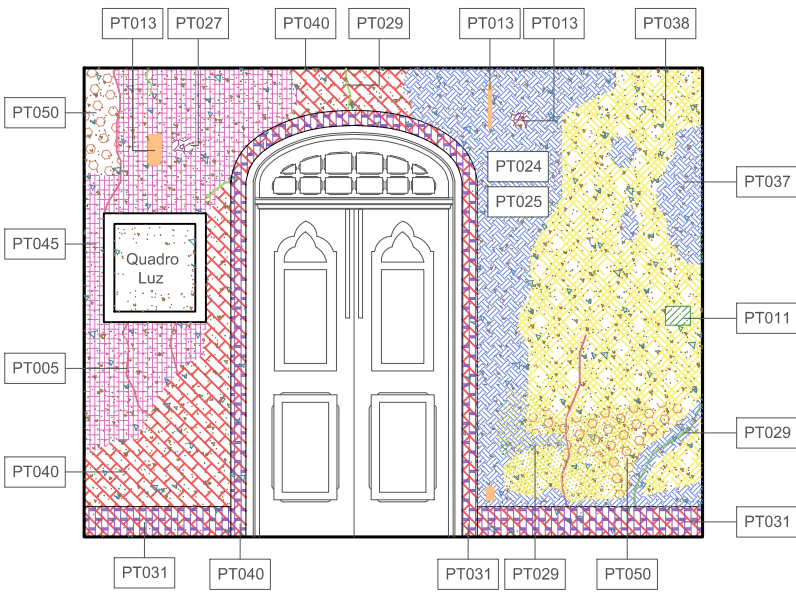 PT013
PT027
PT040
PT029
PT013
PT013
PT038
PT050
PT024
PT037
PT025
PT045
Quadro
Luz
PT011
PT005
PT029
PT040
PT031
PT031
PT040
PT031
PT029
PT050